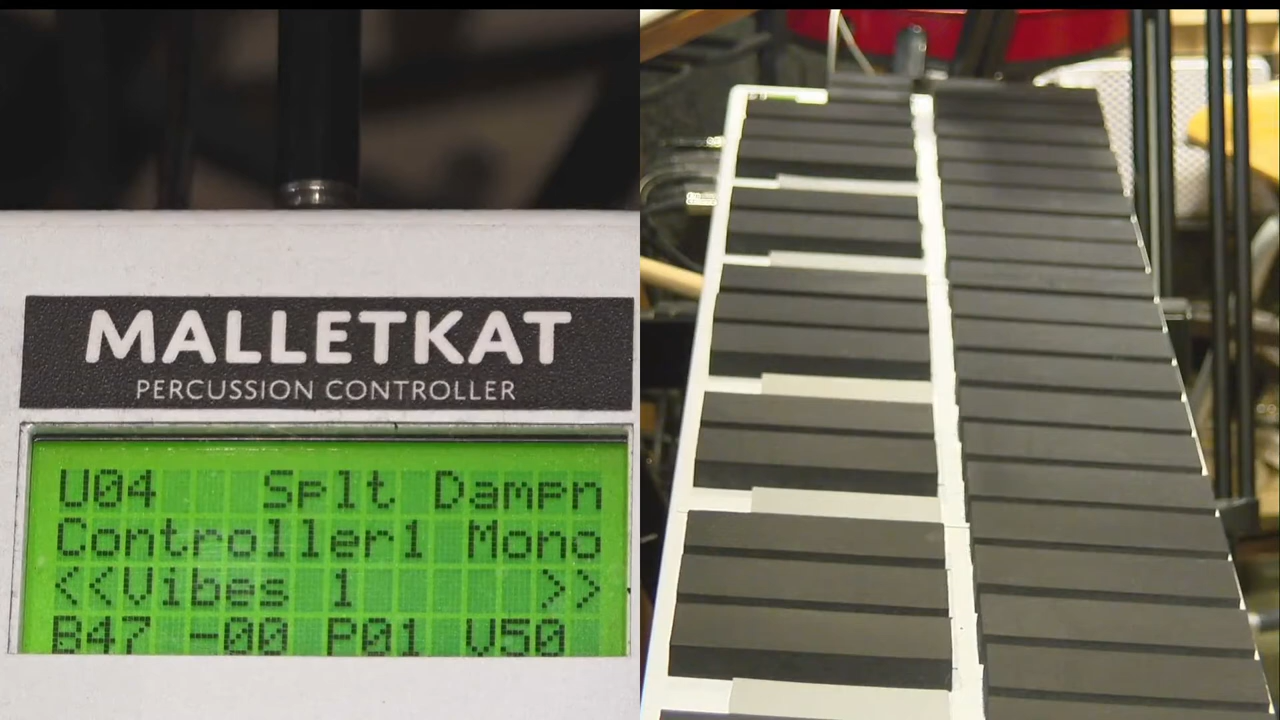 MALLETKAT
PERCUSSION CONTROLLER
U04 Splt Dampn
Controller1 Mono
<<Vibes 1 >>
B47 -00 P01 V50